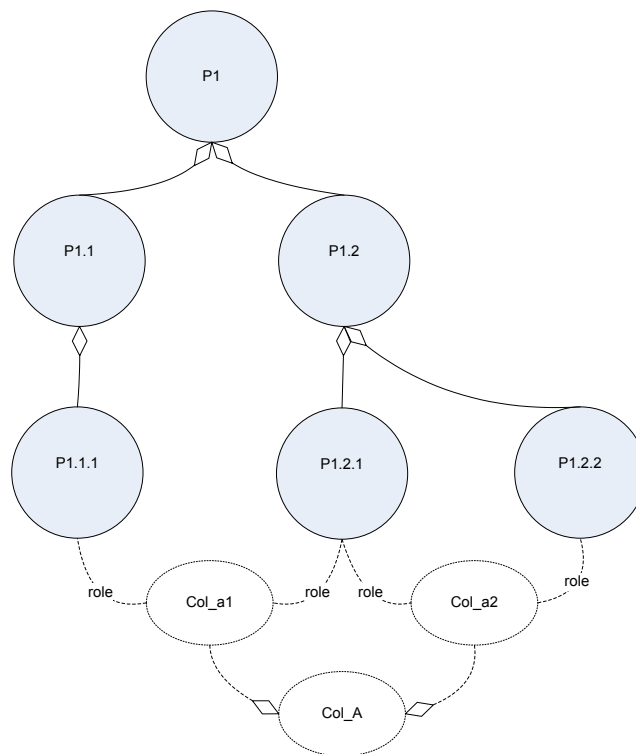 P1
P1.1
P1.2
P1.1.1
P1.2.1
P1.2.2
role
Col_a1
role
role
Col_a2
role
Col_A